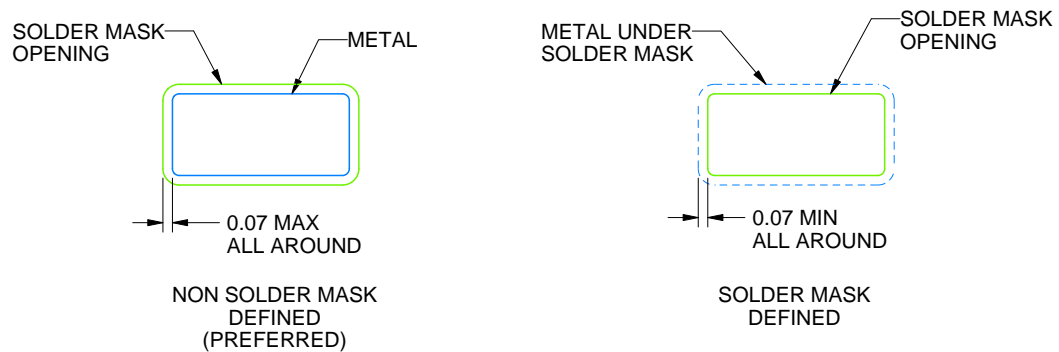 SOLDER MASK
OPENING
METAL
0.07 MAX
ALL AROUND
NON SOLDER MASK
DEFINED
(PREFERRED)
METAL UNDER
SOLDER MASK
SOLDER MASK
OPENING
0.07 MIN
ALL AROUND
SOLDER MASK
DEFINED